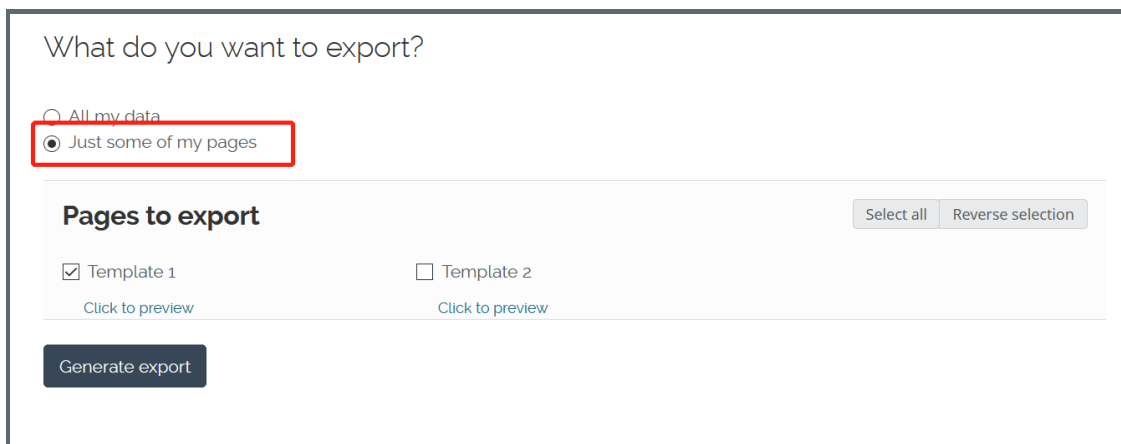 What do you want to export?
All my data
Just some of my pages
Pages to export
Select all Reverse selection
Template 1 Template 2
Click to preview Click to preview
Generate export